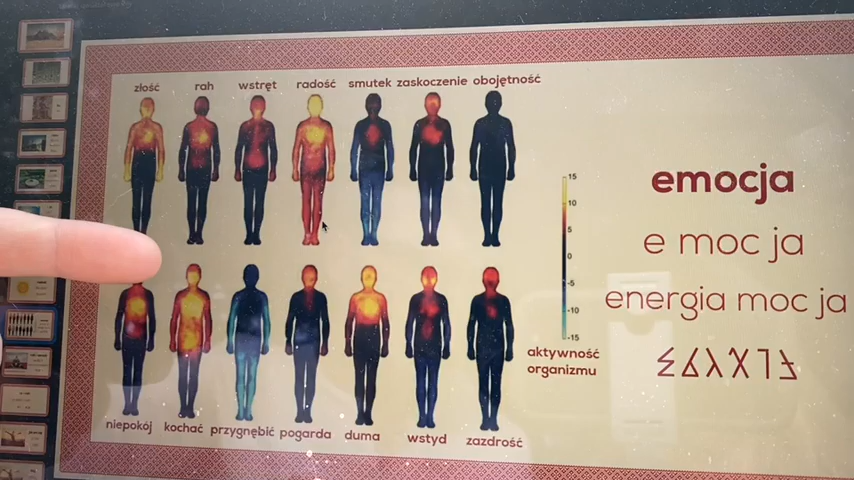 złość rah wstręt radość smutek zaskoczenie obojętność
15
10
5
0
-5
-10
-15
aktywność
organizmu
niepokój kochać przygnębić pogarda duma wstyd zazdrość
emocja
e moc ja
energia moc ja